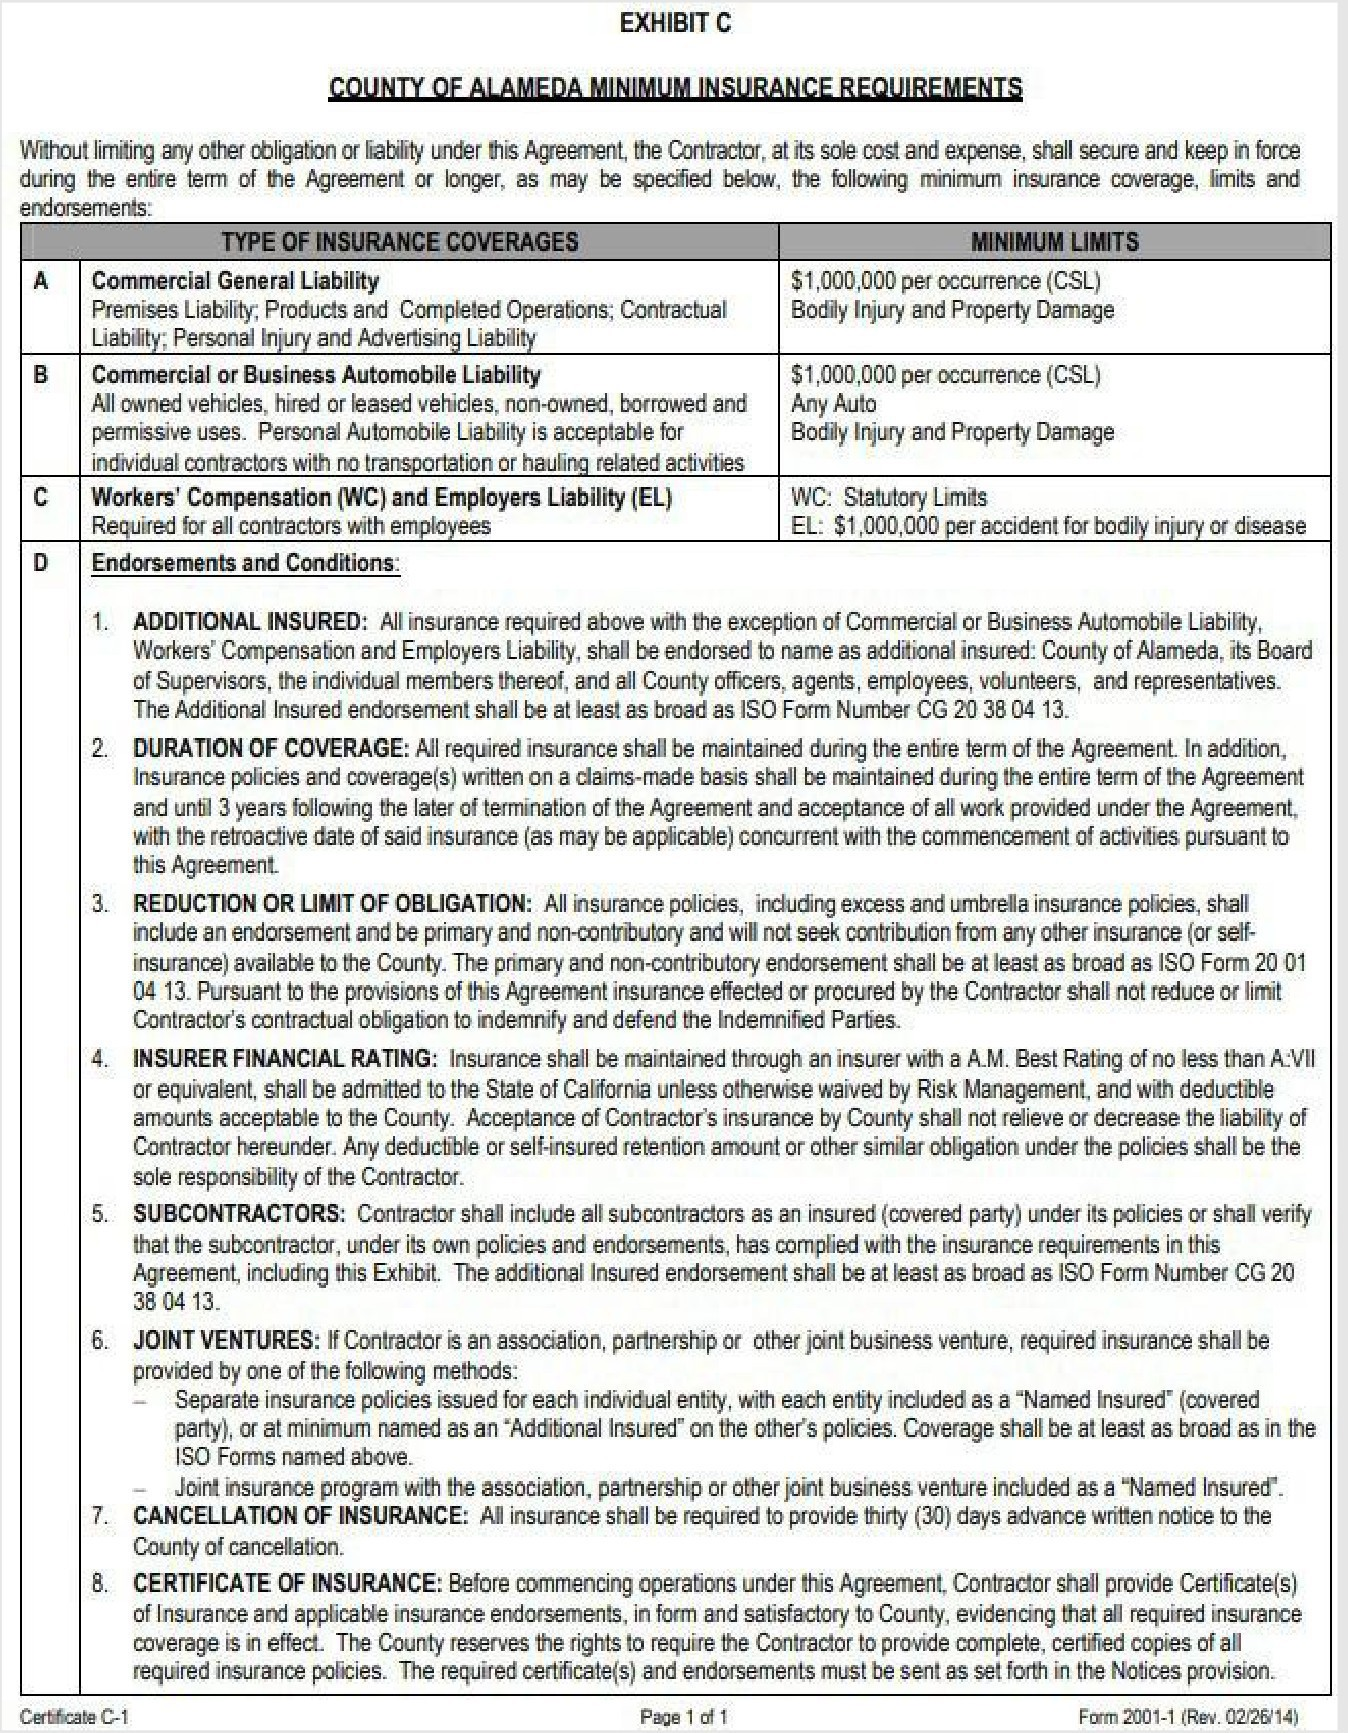 EXHIBIT C
COUNTY OF ALAMEDA MINIMUM INSURANCE REQUIREMENTS
Without limiting any other obligation or liability under this Agreement, the Contractor, at its sole cost and expense, shall secure and keep in force
during the entire term of the Agreement or longer, as may be specified below, the following minimum insurance coverage, limits and
endorsements:
TYPE OF INSURANCE COVERAGES
MINIMUM LIMITS
A
Commercial General Liability
Premises Liability; Products and Completed Operations; Contractual
Liability; Personal Injury and Advertising Liability
$1,000,000 per occurrence (CSL)
Bodily Injury and Property Damage
B
Commercial or Business Automobile Liability
All owned vehicles, hired or leased vehicles, non-owned, borrowed and
permissive uses. Personal Automobile Liability is acceptable for
individual contractors with no transportation or hauling related activities
$1,000,000 per occurrence (CSL)
Any Auto
Bodily Injury and Property Damage
C
Workers' Compensation (WC) and Employers Liability (EL)
Required for all contractors with employees
WC: Statutory Limits
EL: $1,000,000 per accident for bodily injury or disease
D
Endorsements and Conditions:
1. ADDITIONAL INSURED: All insurance required above with the exception of Commercial or Business Automobile Liability,
Workers' Compensation and Employers Liability, shall be endorsed to name as additional insured: County of Alameda, its Board
of Supervisors, the individual members thereof, and all County officers, agents, employees, volunteers, and representatives.
The Additional Insured endorsement shall be at least as broad as ISO Form Number CG 20 38 04 13.
2. DURATION OF COVERAGE: All required insurance shall be maintained during the entire term of the Agreement. In addition,
Insurance policies and coverage(s) written on a claims-made basis shall be maintained during the entire term of the Agreement
and until 3 years following the later of termination of the Agreement and acceptance of all work provided under the Agreement,
with the retroactive date of said insurance (as may be applicable) concurrent with the commencement of activities pursuant to
this Agreement.
3. REDUCTION OR LIMIT OF OBLIGATION: All insurance policies, including excess and umbrella insurance policies, shall
include an endorsement and be primary and non-contributory and will not seek contribution from any other insurance (or self-
insurance) available to the County. The primary and non-contributory endorsement shall be at least as broad as ISO Form 20 01
04 13. Pursuant to the provisions of this Agreement insurance effected or procured by the Contractor shall not reduce or limit
Contractor's contractual obligation to indemnify and defend the Indemnified Parties.
4. INSURER FINANCIAL RATING: Insurance shall be maintained through an insurer with a A.M. Best Rating of no less than A:VII
or equivalent, shall be admitted to the State of California unless otherwise waived by Risk Management, and with deductible
amounts acceptable to the County. Acceptance of Contractor's insurance by County shall not relieve or decrease the liability of
Contractor hereunder. Any deductible or self-insured retention amount or other similar obligation under the policies shall be the
sole responsibility of the Contractor.
5. SUBCONTRACTORS: Contractor shall include all subcontractors as an insured (covered party) under its policies or shall verify
that the subcontractor, under its own policies and endorsements, has complied with the insurance requirements in this
Agreement, including this Exhibit. The additional Insured endorsement shall be at least as broad as ISO Form Number CG 20
38 04 13.
6. JOINT VENTURES: If Contractor is an association, partnership or other joint business venture, required insurance shall be
provided by one of the following methods:
– Separate insurance policies issued for each individual entity, with each entity included as a “Named Insured” (covered
party), or at minimum named as an “Additional Insured” on the other's policies. Coverage shall be at least as broad as in the
ISO Forms named above.
– Joint insurance program with the association, partnership or other joint business venture included as a “Named Insured”.
7. CANCELLATION OF INSURANCE: All insurance shall be required to provide thirty (30) days advance written notice to the
County of cancellation.
8. CERTIFICATE OF INSURANCE: Before commencing operations under this Agreement, Contractor shall provide Certificate(s)
of Insurance and applicable insurance endorsements, in form and satisfactory to County, evidencing that all required insurance
coverage is in effect. The County reserves the rights to require the Contractor to provide complete, certified copies of all
required insurance policies. The required certificate(s) and endorsements must be sent as set forth in the Notices provision.
Certificate C-1
Page 1 of 1
Form 2001-1 (Rev. 02/26/14)